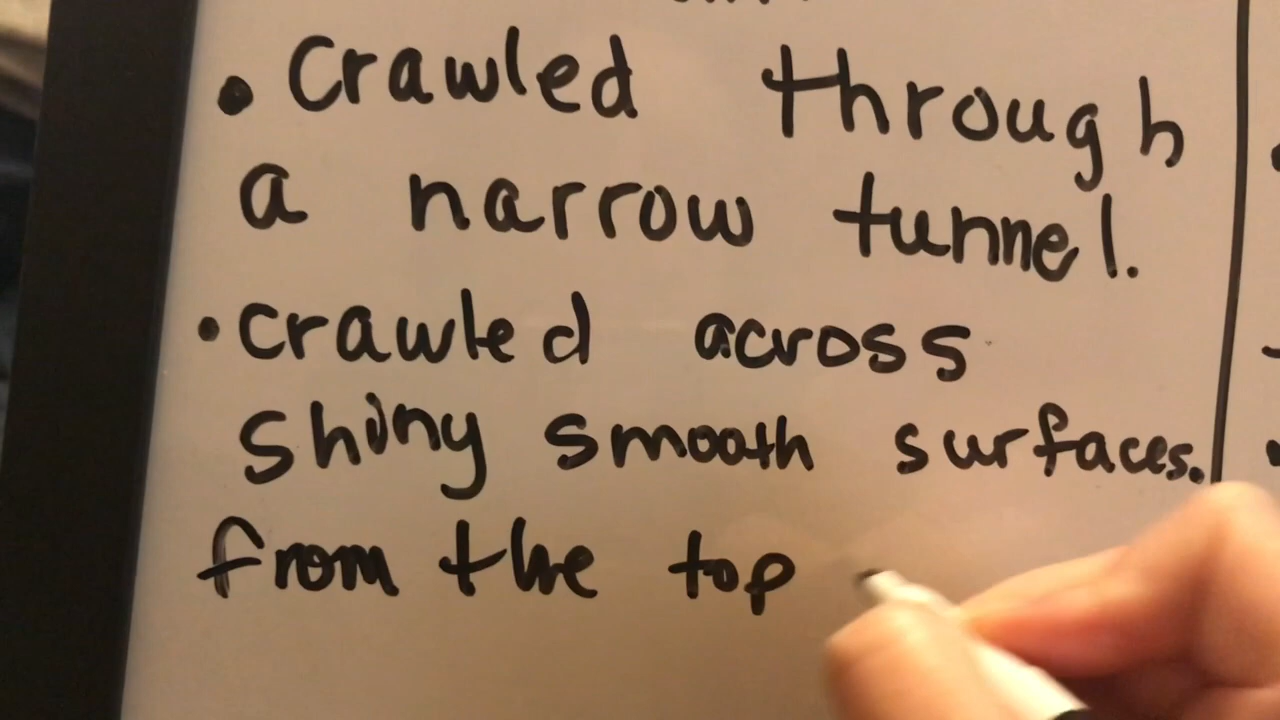 • Crawled through
a narrow tunnel.
• crawled across
shiny smooth surfaces.
from the top